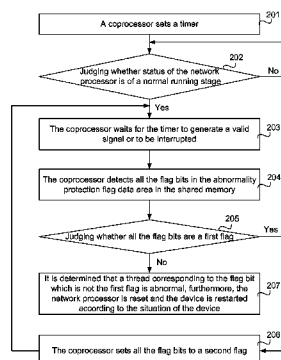 A coprocessor sets a timer
201
202
Judging whether status of the network
processor is of a normal running stage
No
Yes
203
The coprocessor waits for the timer to generate a valid
signal or to be interrupted
204
The coprocessor detects all the flag bits in the abnormality
protection flag data area in the shared memory
205
Judging whether all the flag bits are a first flag
Yes
No
207
It is determined that a thread corresponding to the flag bit
which is not the first flag is abnormal, furthermore, the
network processor is reset and the device is restarted
according to the situation of the device
206
The coprocessor sets all the flag bits to a second flag